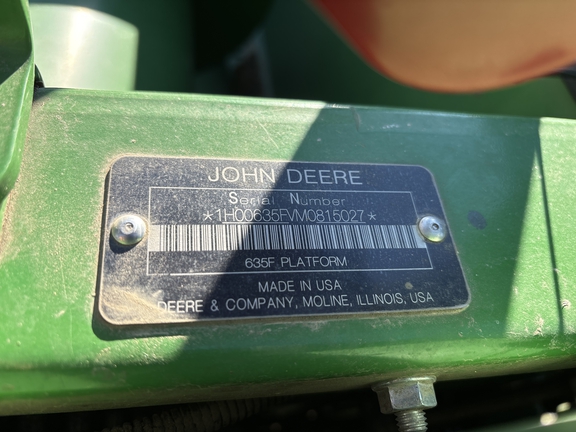 JOHN DEERE
Serial Number
*1H00635FVM0815027*
635F PLATFORM
MADE IN USA
DEERE & COMPANY, MOLINE, ILLINOIS, USA